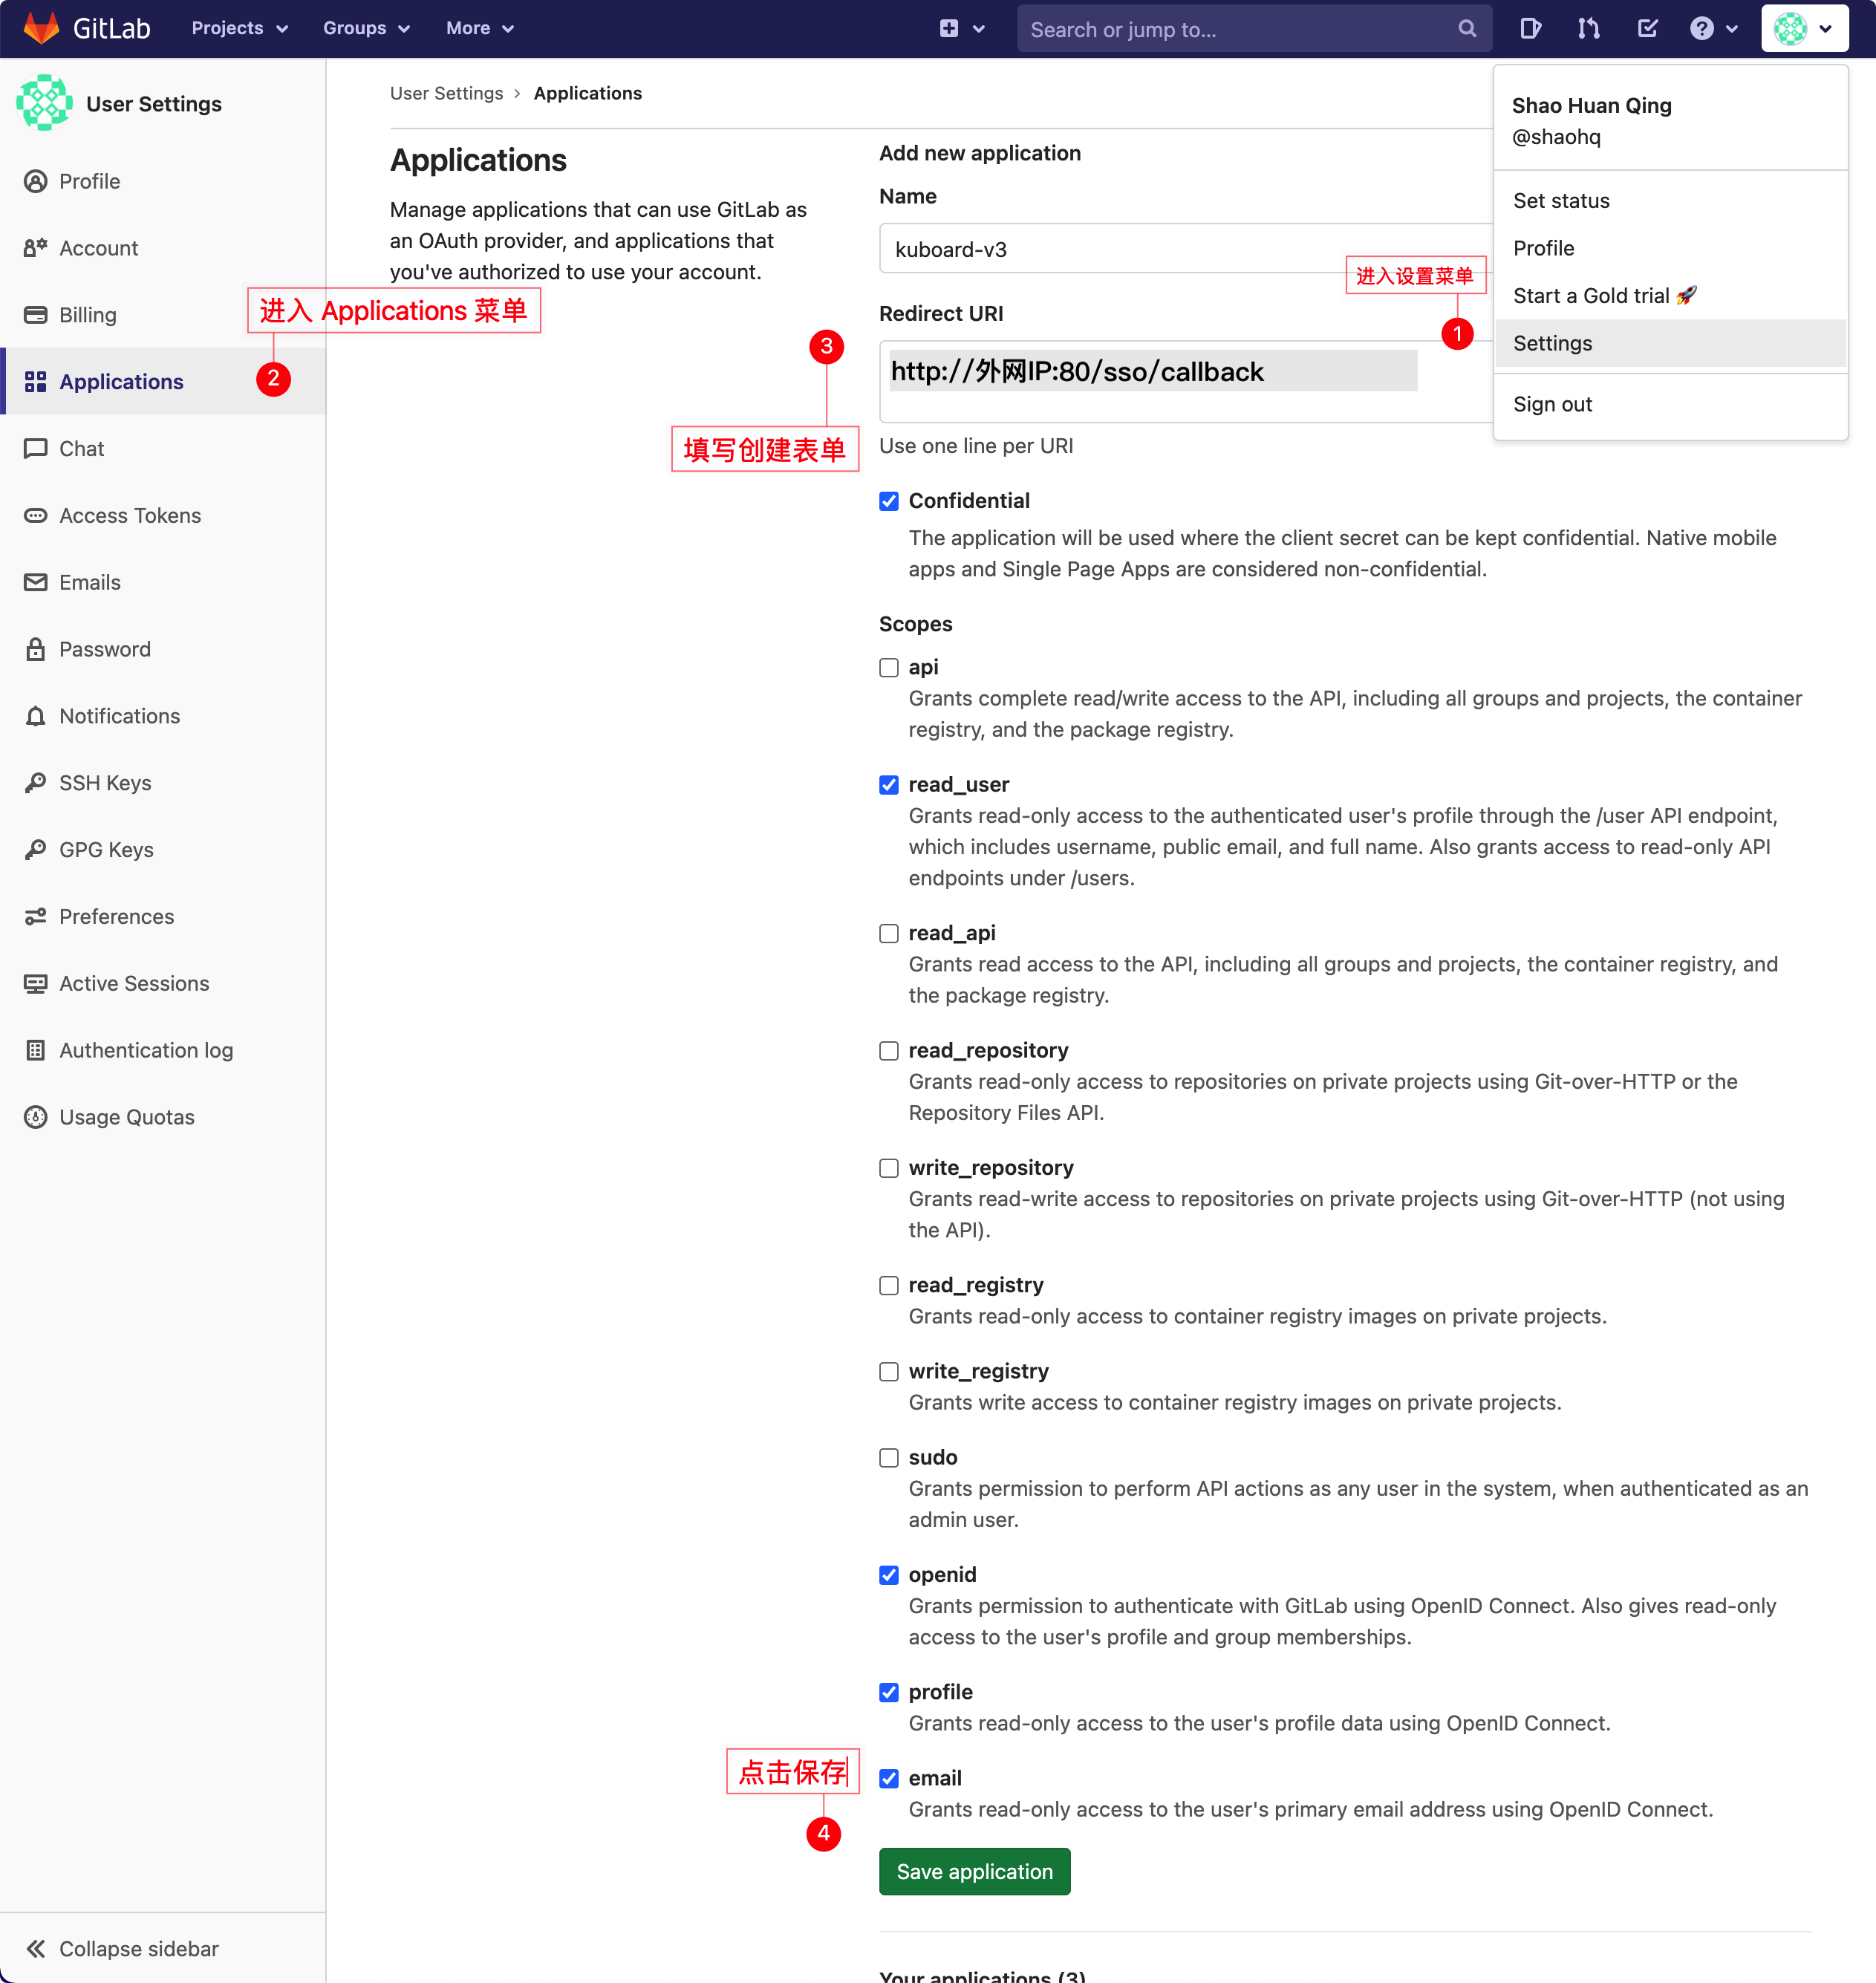 GitLab
Projects
Groups
More
Search or jump to...
User Settings
Profile
Account
Billing
Applications
Chat
Access Tokens
Emails
Password
Notifications
SSH Keys
GPG Keys
Preferences
Active Sessions
Authentication log
Usage Quotas
Collapse sidebar
进入 Applications 菜单
2
User Settings › Applications
Applications
Manage applications that can use GitLab as
an OAuth provider, and applications that
you've authorized to use your account.
3
填写创建表单
Add new application
Name
kuboard-v3
进入设置菜单
1
Redirect URI
http://外网IP:80/sso/callback
Use one line per URI
Shao Huan Qing
@shaohq
Set status
Profile
Start a Gold trial 🚀
Settings
Sign out
Confidential
The application will be used where the client secret can be kept confidential. Native mobile
apps and Single Page Apps are considered non-confidential.
Scopes
api
Grants complete read/write access to the API, including all groups and projects, the container
registry, and the package registry.
read_user
Grants read-only access to the authenticated user's profile through the /user API endpoint,
which includes username, public email, and full name. Also grants access to read-only API
endpoints under /users.
read_api
Grants read access to the API, including all groups and projects, the container registry, and
the package registry.
read_repository
Grants read-only access to repositories on private projects using Git-over-HTTP or the
Repository Files API.
write_repository
Grants read-write access to repositories on private projects using Git-over-HTTP (not using
the API).
read_registry
Grants read-only access to container registry images on private projects.
write_registry
Grants write access to container registry images on private projects.
sudo
Grants permission to perform API actions as any user in the system, when authenticated as an
admin user.
openid
Grants permission to authenticate with GitLab using OpenID Connect. Also gives read-only
access to the user's profile and group memberships.
profile
Grants read-only access to the user's profile data using OpenID Connect.
点击保存
4
email
Grants read-only access to the user's primary email address using OpenID Connect.
Save application
Your applications (3)